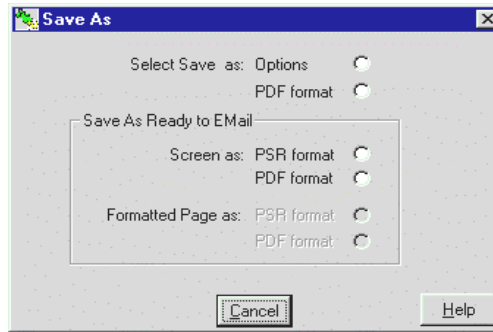 Save As
Select Save as: Options
PDF format
Save As Ready to EMail
Screen as: PSR format
PDF format
Formatted Page as: PSR format
PDF format
Cancel Help